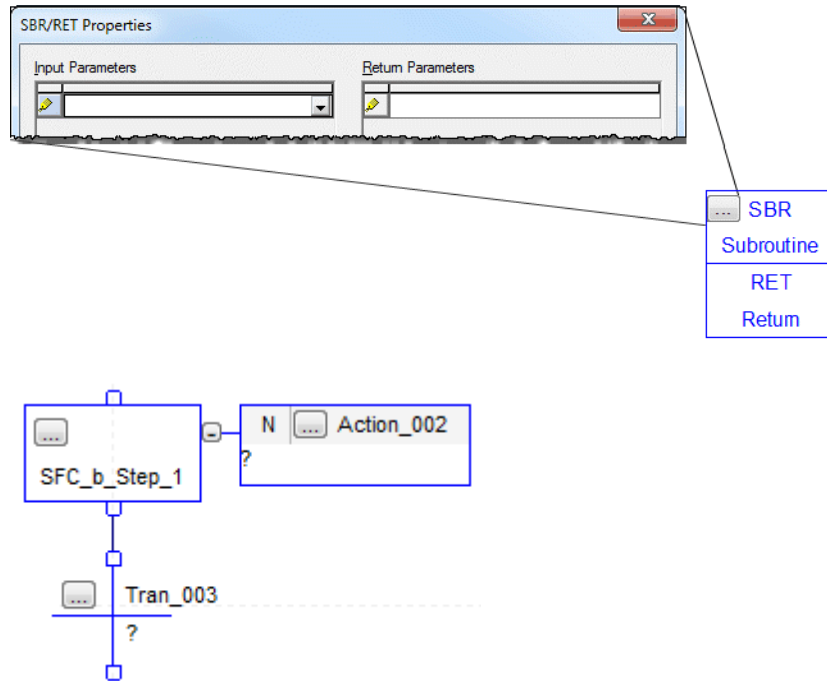 SBR/RET Properties
x
Input Parameters Return Parameters
... SBR
Subroutine
RET
Return
...
SFC_b_Step_1
N ... Action_002
?
... Tran_003
?